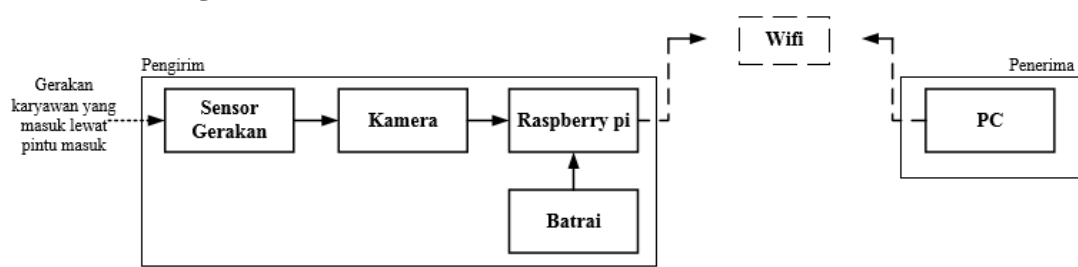 Wifi
Pengirim
Penerima
Gerakan
karyawan yang
masuk lewat
pintu masuk
Sensor
Gerakan
Kamera
Raspberry pi
PC
Batrai